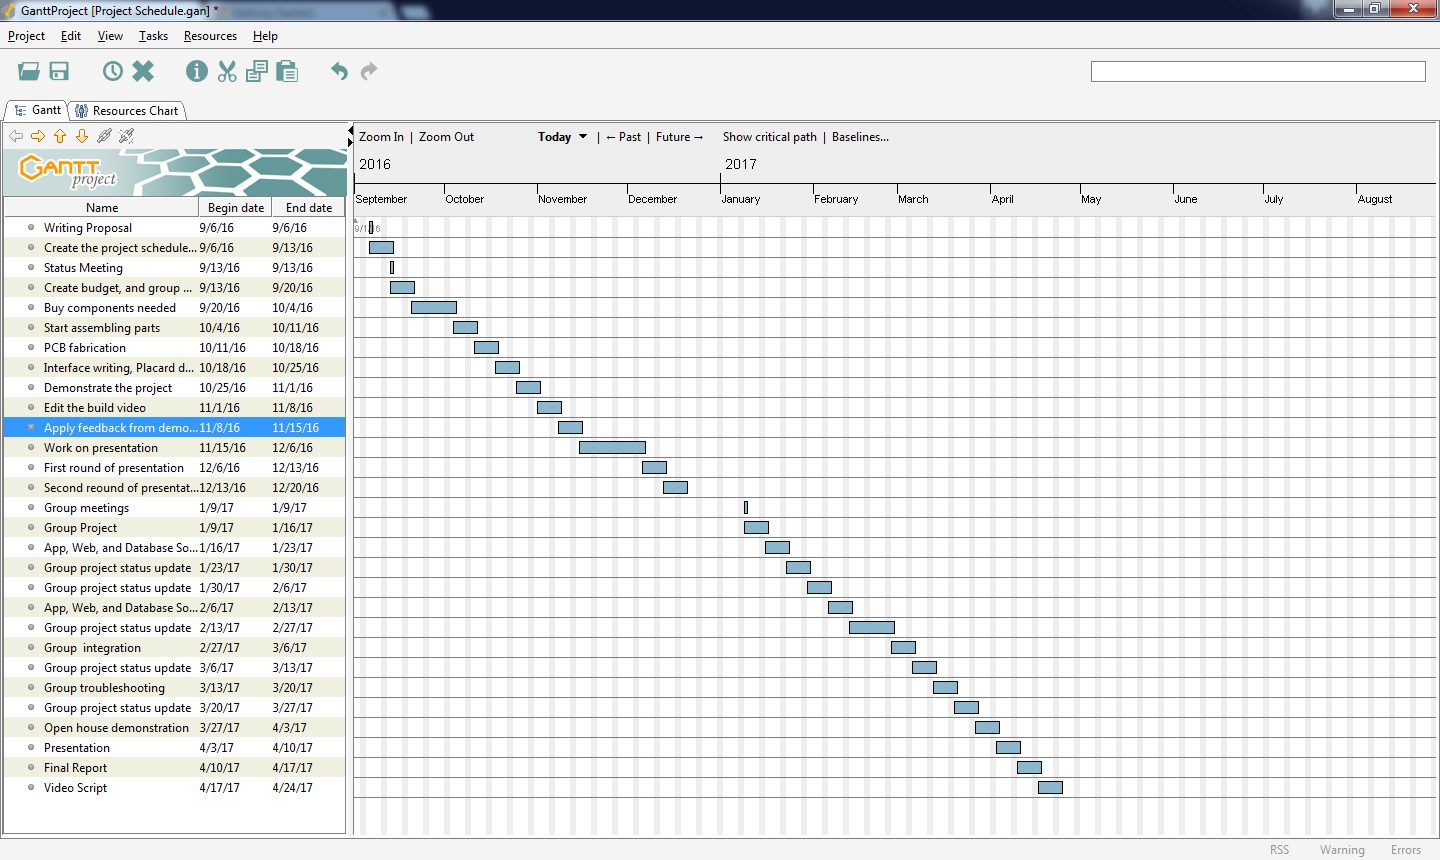 GanttProject [Project Schedule.gan] *
Project Edit View Tasks Resources Help
Gantt Resources Chart
Zoom In | Zoom Out Today | ← Past | Future → Show critical path | Baselines...
GANTT project
2016 2017
September October November December January February March April May June July August
Name Begin date End date
Writing Proposal 9/6/16 9/6/16
Create the project schedule... 9/6/16 9/13/16
Status Meeting 9/13/16 9/13/16
Create budget, and group ... 9/13/16 9/20/16
Buy components needed 9/20/16 10/4/16
Start assembling parts 10/4/16 10/11/16
PCB fabrication 10/11/16 10/18/16
Interface writing, Placard d... 10/18/16 10/25/16
Demonstrate the project 10/25/16 11/1/16
Edit the build video 11/1/16 11/8/16
Apply feedback from demo... 11/8/16 11/15/16
Work on presentation 11/15/16 12/6/16
First round of presentation 12/6/16 12/13/16
Second reound of presentat... 12/13/16 12/20/16
Group meetings 1/9/17 1/9/17
Group Project 1/9/17 1/16/17
App, Web, and Database So... 1/16/17 1/23/17
Group project status update 1/23/17 1/30/17
Group project status update 1/30/17 2/6/17
App, Web, and Database So... 2/6/17 2/13/17
Group project status update 2/13/17 2/27/17
Group  integration 2/27/17 3/6/17
Group project status update 3/6/17 3/13/17
Group troubleshooting 3/13/17 3/20/17
Group project status update 3/20/17 3/27/17
Open house demonstration 3/27/17 4/3/17
Presentation 4/3/17 4/10/17
Final Report 4/10/17 4/17/17
Video Script 4/17/17 4/24/17
RSS Warning Errors